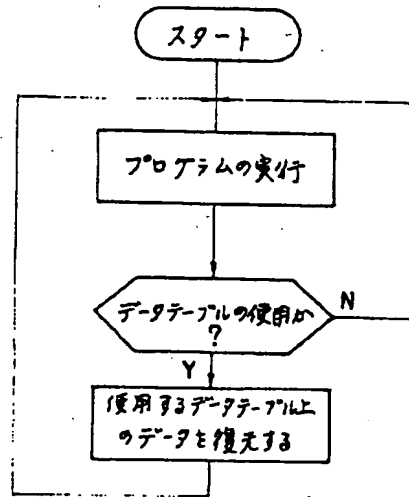 スタート
プログラムの実行
データテーブルの使用か
?
N
Y
使用するデータテーブル上
のデータを復元する